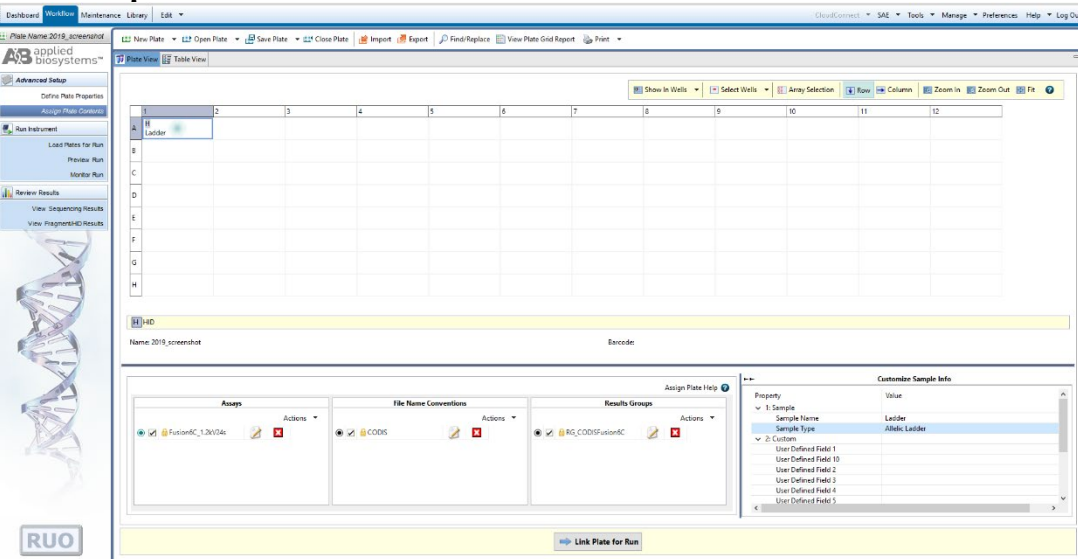 Dashboard Workflow Maintenance Library Edit CloudConnect SAE Tools Manage Preferences Help Log Ou
Plate Name 2019_screenshot New Plate Open Plate Save Plate Close Plate Import Export Find/Replace View Plate Grid Report Print
AB applied biosystems™
Plate View Table View
Advanced Setup
Define Plate Properties
Assign Plate Contents
Run Instrument
Load Plates for Run
Preview Run
Monitor Run
Review Results
View Sequencing Results
View Fragment/HID Results
Show In Wells Select Wells Array Selection Row Column Zoom In Zoom Out Fit
1 2 3 4 5 6 7 8 9 10 11 12
A H
Ladder
B
C
D
E
F
G
H
H HID
Name: 2019_screenshot Barcode:
Assign Plate Help
Assays File Name Conventions Results Groups
Actions Actions Actions
Fusion6C_1.2kV24s CODIS RG_CODISFusion6C
Customize Sample Info
Property Value
1: Sample
Sample Name Ladder
Sample Type Allelic Ladder
2: Custom
User Defined Field 1
User Defined Field 10
User Defined Field 2
User Defined Field 3
User Defined Field 4
User Defined Field 5
RUO
Link Plate for Run